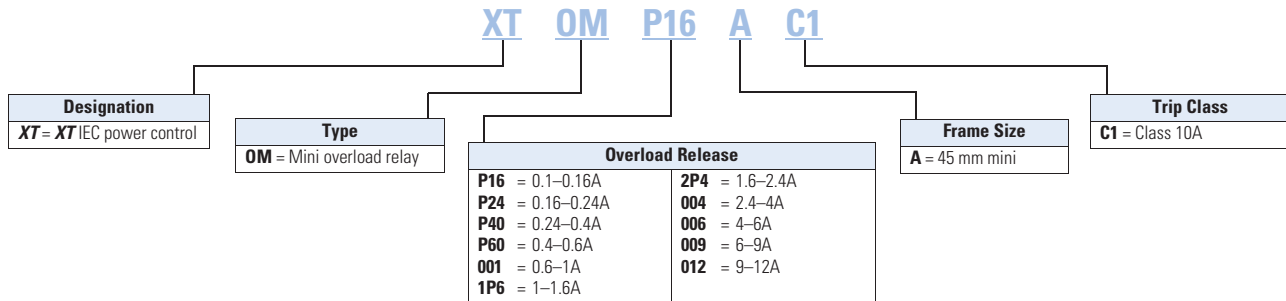 XT OM P16 A C1
Designation
XT = XT IEC power control
Type
OM = Mini overload relay
Overload Release
P16 = 0.1–0.16A
P24 = 0.16–0.24A
P40 = 0.24–0.4A
P60 = 0.4–0.6A
001 = 0.6–1A
1P6 = 1–1.6A
2P4 = 1.6–2.4A
004 = 2.4–4A
006 = 4–6A
009 = 6–9A
012 = 9–12A
Frame Size
A = 45 mm mini
Trip Class
C1 = Class 10A